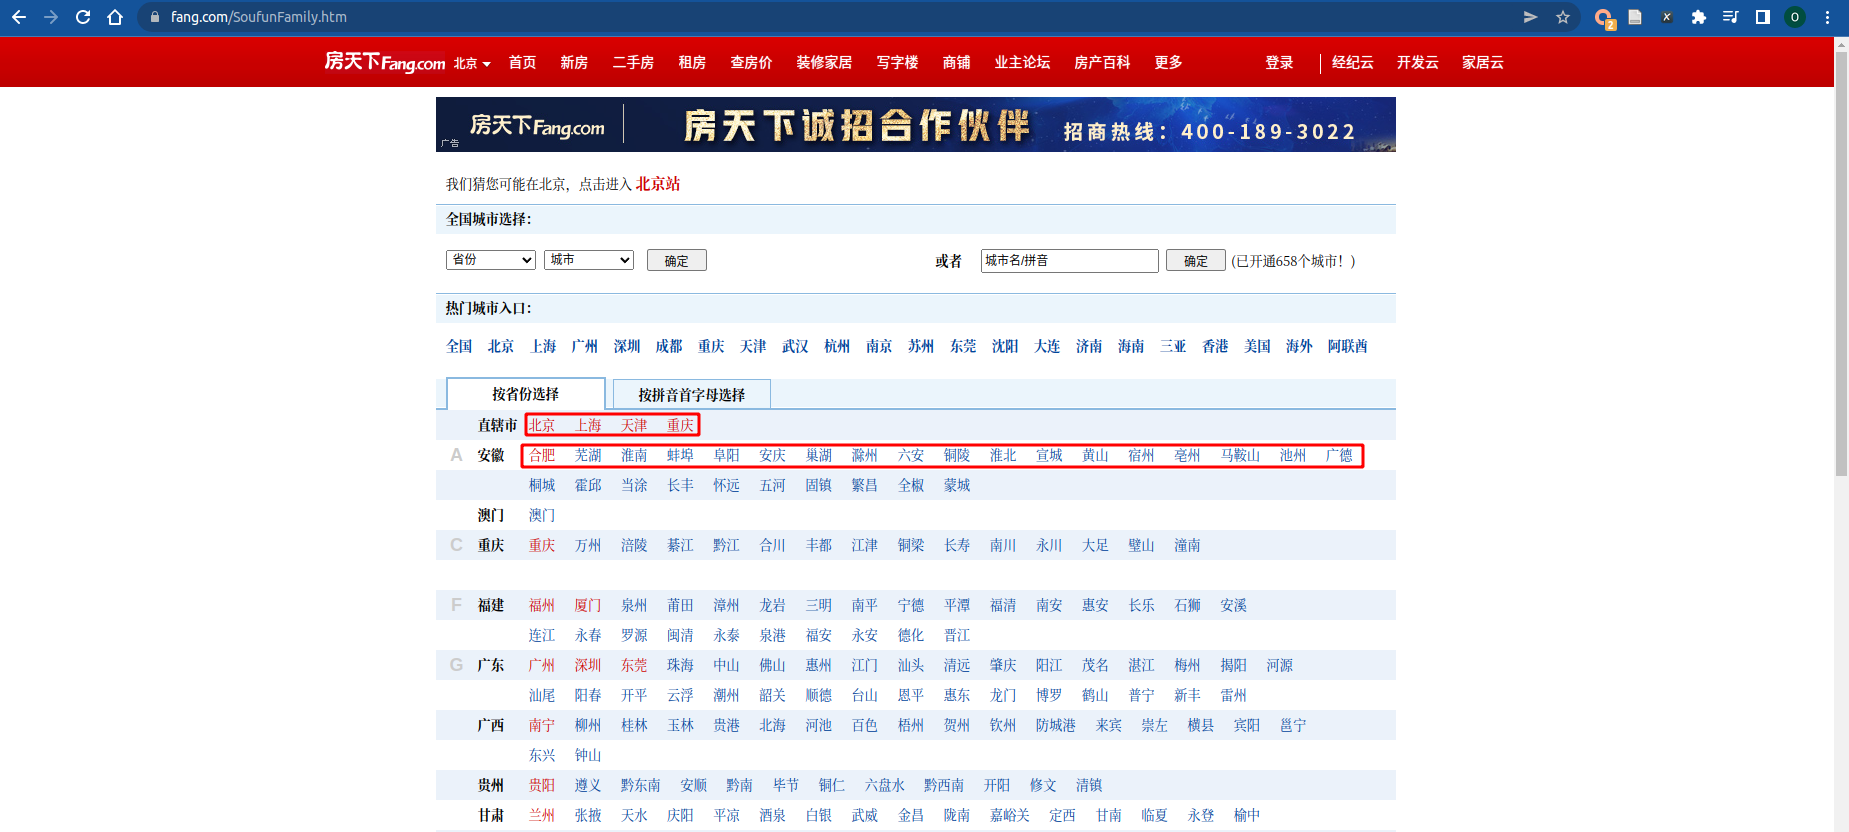 fang.com/SoufunFamily.htm
2
O
房天下Fang.com 北京 首页 新房 二手房 租房 查房价 装修家居 写字楼 商铺 业主论坛 房产百科 更多 登录 经纪云 开发云 家居云
房天下Fang.com 房天下诚招合作伙伴 招商热线：400-189-3022
广告
我们猜您可能在北京，点击进入 北京站
全国城市选择：
省份 城市 确定 或者 城市名/拼音 确定 (已开通658个城市！)
热门城市入口：
全国 北京 上海 广州 深圳 成都 重庆 天津 武汉 杭州 南京 苏州 东莞 沈阳 大连 济南 海南 三亚 香港 美国 海外 阿联酋
按省份选择 按拼音首字母选择
直辖市 北京 上海 天津 重庆
A 安徽 合肥 芜湖 淮南 蚌埠 阜阳 安庆 巢湖 滁州 六安 铜陵 淮北 宣城 黄山 宿州 亳州 马鞍山 池州 广德
桐城 霍邱 当涂 长丰 怀远 五河 固镇 繁昌 全椒 蒙城
澳门 澳门
C 重庆 重庆 万州 涪陵 綦江 黔江 合川 丰都 江津 铜梁 长寿 南川 永川 大足 璧山 潼南
F 福建 福州 厦门 泉州 莆田 漳州 龙岩 三明 南平 宁德 平潭 福清 南安 惠安 长乐 石狮 安溪
连江 永春 罗源 闽清 永泰 泉港 福安 永安 德化 晋江
G 广东 广州 深圳 东莞 珠海 中山 佛山 惠州 江门 汕头 清远 肇庆 阳江 茂名 湛江 梅州 揭阳 河源
汕尾 阳春 开平 云浮 潮州 韶关 顺德 台山 恩平 惠东 龙门 博罗 鹤山 普宁 新丰 雷州
广西 南宁 柳州 桂林 玉林 贵港 北海 河池 百色 梧州 贺州 钦州 防城港 来宾 崇左 横县 宾阳 邕宁
东兴 钟山
贵州 贵阳 遵义 黔东南 安顺 黔南 毕节 铜仁 六盘水 黔西南 开阳 修文 清镇
甘肃 兰州 张掖 天水 庆阳 平凉 酒泉 白银 武威 金昌 陇南 嘉峪关 定西 甘南 临夏 永登 榆中